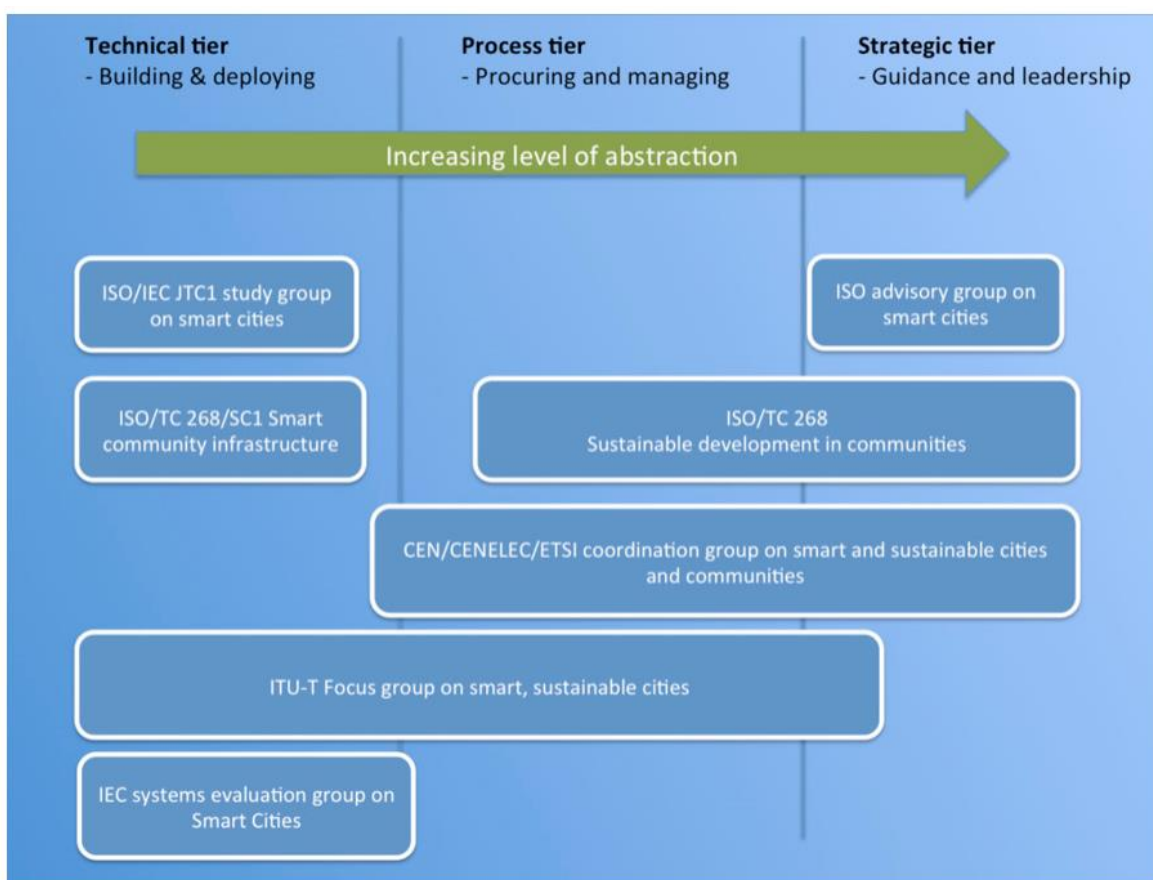 Technical tier
- Building & deploying
Process tier
- Procuring and managing
Strategic tier
- Guidance and leadership
Increasing level of abstraction
ISO/IEC JTC1 study group
on smart cities
ISO advisory group on
smart cities
ISO/TC 268/SC1 Smart
community infrastructure
ISO/TC 268
Sustainable development in communities
CEN/CENELEC/ETSI coordination group on smart and sustainable cities
and communities
ITU-T Focus group on smart, sustainable cities
IEC systems evaluation group on
Smart Cities